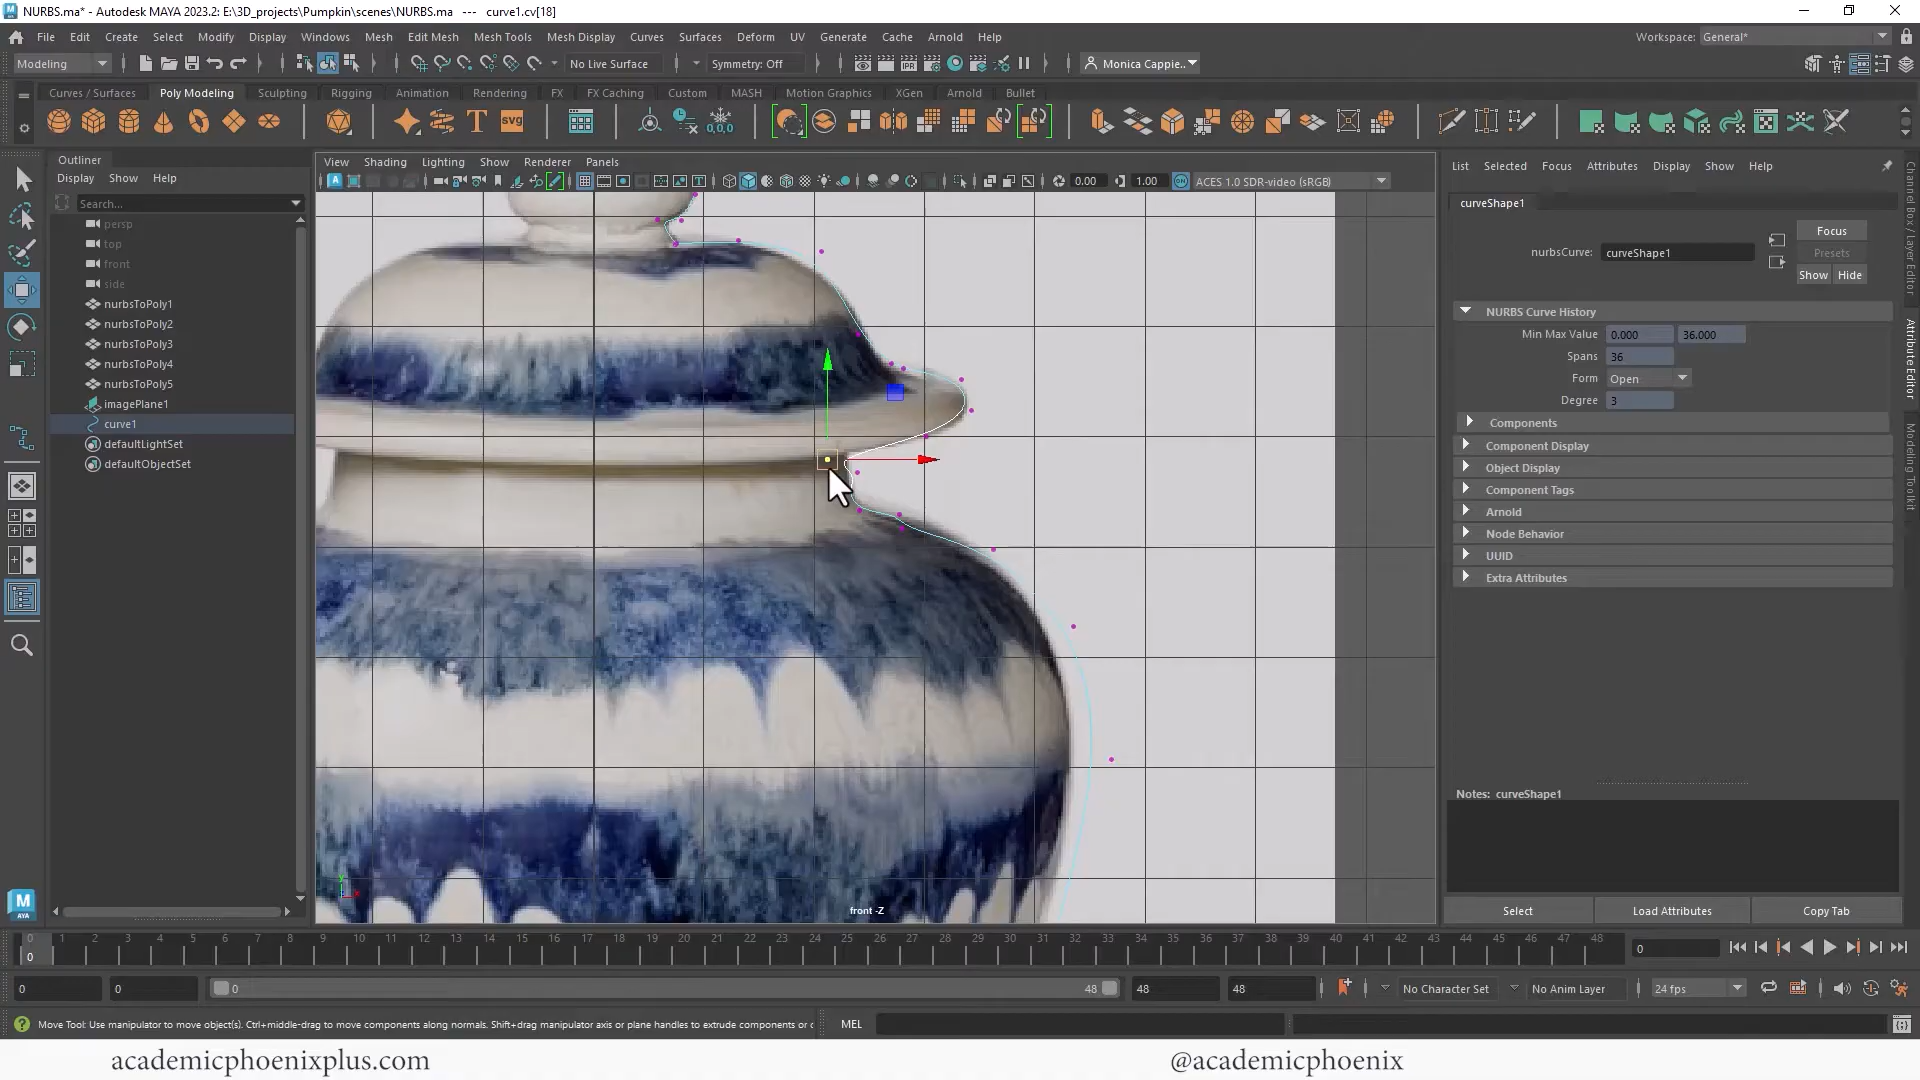 NURBS.ma* - Autodesk MAYA 2023.2: E:\3D_projects\Pumpkin\scenes\NURBS.ma --- curve1.cv[18]
File Edit Create Select Modify Display Windows Mesh Edit Mesh Mesh Tools Mesh Display Curves Surfaces Deform UV Generate Cache Arnold Help Workspace: General*
Modeling No Live Surface Symmetry: Off Monica Cappie..
Curves / Surfaces Poly Modeling Sculpting Rigging Animation Rendering FX FX Caching Custom MASH Motion Graphics XGen Arnold Bullet
Outliner
Display Show Help
Search...
persp
top
front
side
nurbsToPoly1
nurbsToPoly2
nurbsToPoly3
nurbsToPoly4
nurbsToPoly5
imagePlane1
curve1
defaultLightSet
defaultObjectSet
View Shading Lighting Show Renderer Panels
0.00 1.00 ACES 1.0 SDR-video (sRGB)
front -Z
List Selected Focus Attributes Display Show Help
curveShape1
Focus
nurbsCurve: curveShape1
Presets
Show Hide
NURBS Curve History
Min Max Value 0.000 36.000
Spans 36
Form Open
Degree 3
Components
Component Display
Object Display
Component Tags
Arnold
Node Behavior
UUID
Extra Attributes
Notes: curveShape1
Select Load Attributes Copy Tab
Channel Box / Layer Editor
Attribute Editor
Modeling Toolkit
0 1 2 3 4 5 6 7 8 9 10 11 12 13 14 15 16 17 18 19 20 21 22 23 24 25 26 27 28 29 30 31 32 33 34 35 36 37 38 39 40 41 42 43 44 45 46 47 48
0 0
0 0 0 48 48 48 No Character Set No Anim Layer 24 fps
Move Tool: Use manipulator to move object(s). Ctrl+middle-drag to move components along normals. Shift+drag manipulator axis or plane handles to extrude components or c MEL
academicphoenixplus.com @academicphoenix